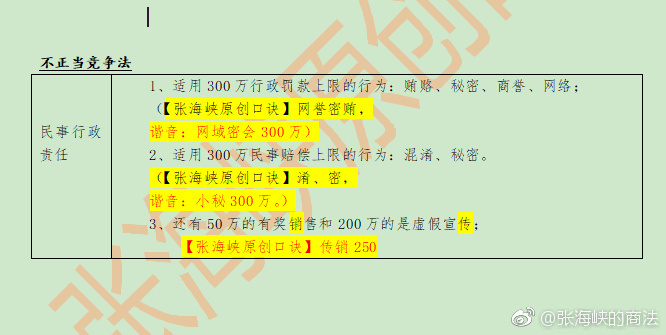 不正当竞争法
民事行政
责任
1、适用300万行政罚款上限的行为：贿赂、秘密、商誉、网络；
（【张海峡原创口诀】网誉密贿，
谐音：网域密会300万）
2、适用300万民事赔偿上限的行为：混淆、秘密。
（【张海峡原创口诀】淆、密，
谐音：小秘300万。）
3、还有50万的有奖销售和200万的是虚假宣传；
【张海峡原创口诀】传销250
张海峡原创
@张海峡的商法